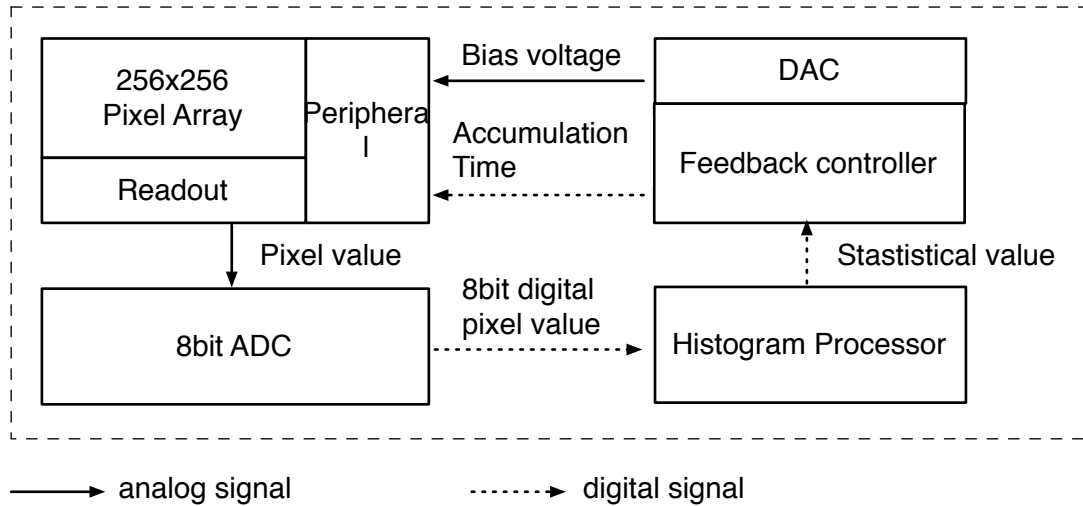 256x256
Pixel Array
Periphera
l
Readout
Bias voltage
DAC
Accumulation
Time
Feedback controller
Pixel value
Stastistical value
8bit ADC
8bit digital
pixel value
Histogram Processor
analog signal
digital signal